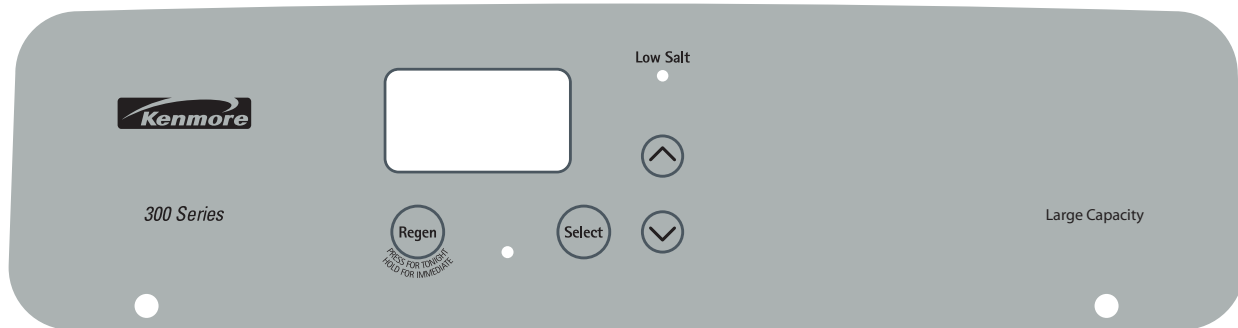 Low Salt
Kenmore
300 Series
Regen
PRESS FOR TONIGHT
HOLD FOR IMMEDIATE
Select
Large Capacity